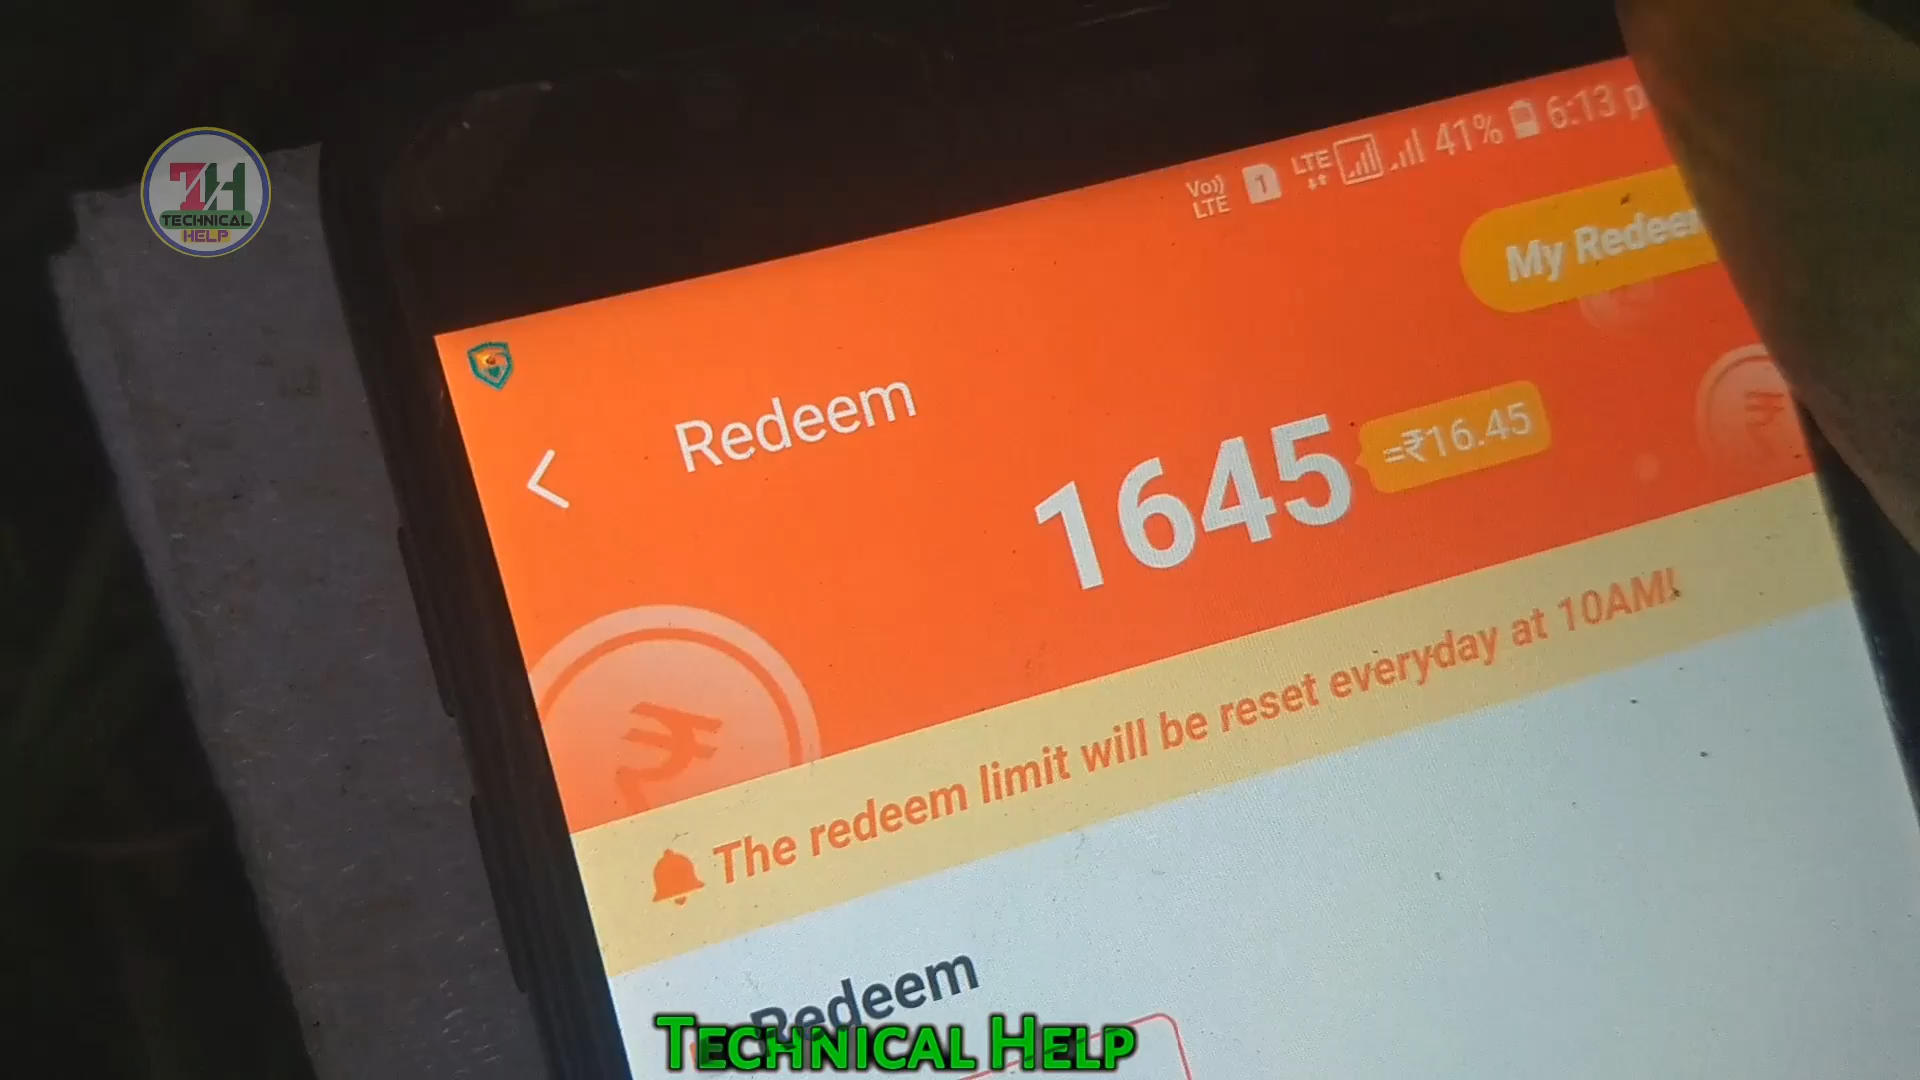 TH
TECHNICAL
HELP
Vo))
LTE
1
LTE
41%
6:13
My
Redeem
1645
=₹16.45
The redeem limit will be reset everyday at 10AM!
Redeem
TECHNICAL HELP